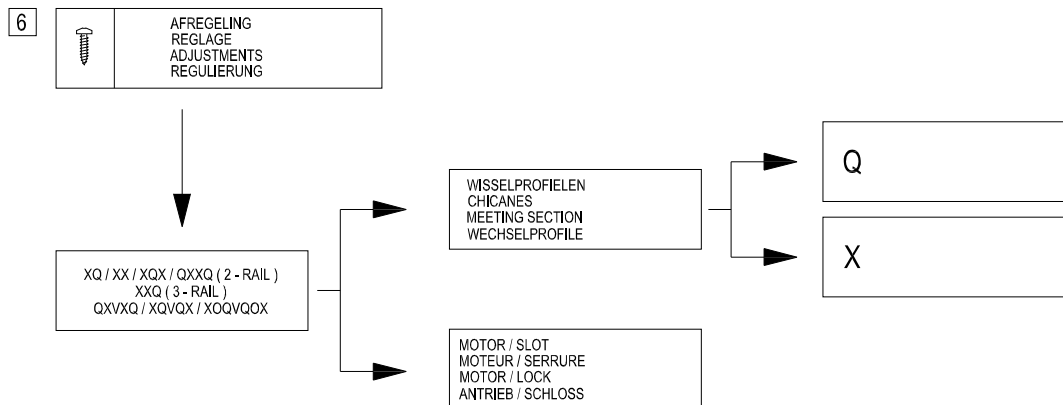 6
AFREGELING
REGLAGE
ADJUSTMENTS
REGULIERUNG
XQ / XX / XQX / QXXQ ( 2 - RAIL )
XXQ ( 3 - RAIL )
QXVXQ / XQVQX / XOQVQOX
WISSELPROFIELEN
CHICANES
MEETING SECTION
WECHSELPROFILE
Q
X
MOTOR / SLOT
MOTEUR / SERRURE
MOTOR / LOCK
ANTRIEB / SCHLOSS